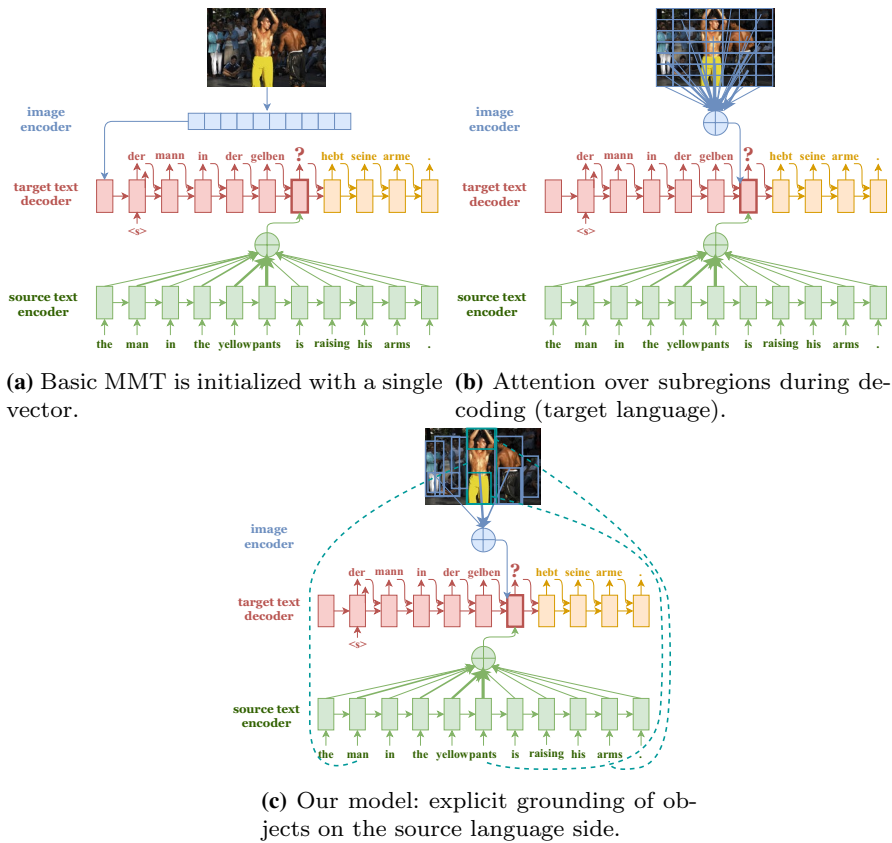 image
encoder
der mann in der gelben ? hebt seine arme .
target text
decoder
<s>
source text
encoder
the man in the yellow pants is raising his arms .
(a) Basic MMT is initialized with a single
vector.
image
encoder
der mann in der gelben ? hebt seine arme .
target text
decoder
<s>
source text
encoder
the man in the yellow pants is raising his arms .
(b) Attention over subregions during de-
coding (target language).
image
encoder
der mann in der gelben ? hebt seine arme .
target text
decoder
<s>
source text
encoder
the man in the yellow pants is raising his arms .
(c) Our model: explicit grounding of ob-
jects on the source language side.